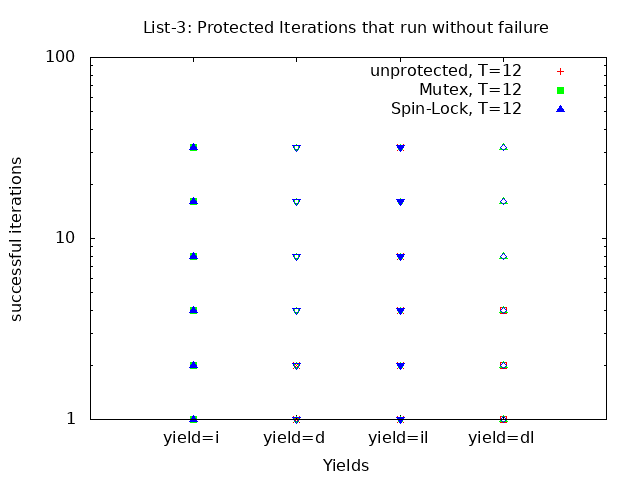 List-3: Protected Iterations that run without failure
100
unprotected, T=12
Mutex, T=12
Spin-Lock, T=12
successful iterations
10
1
yield=i yield=d yield=il yield=dl
Yields